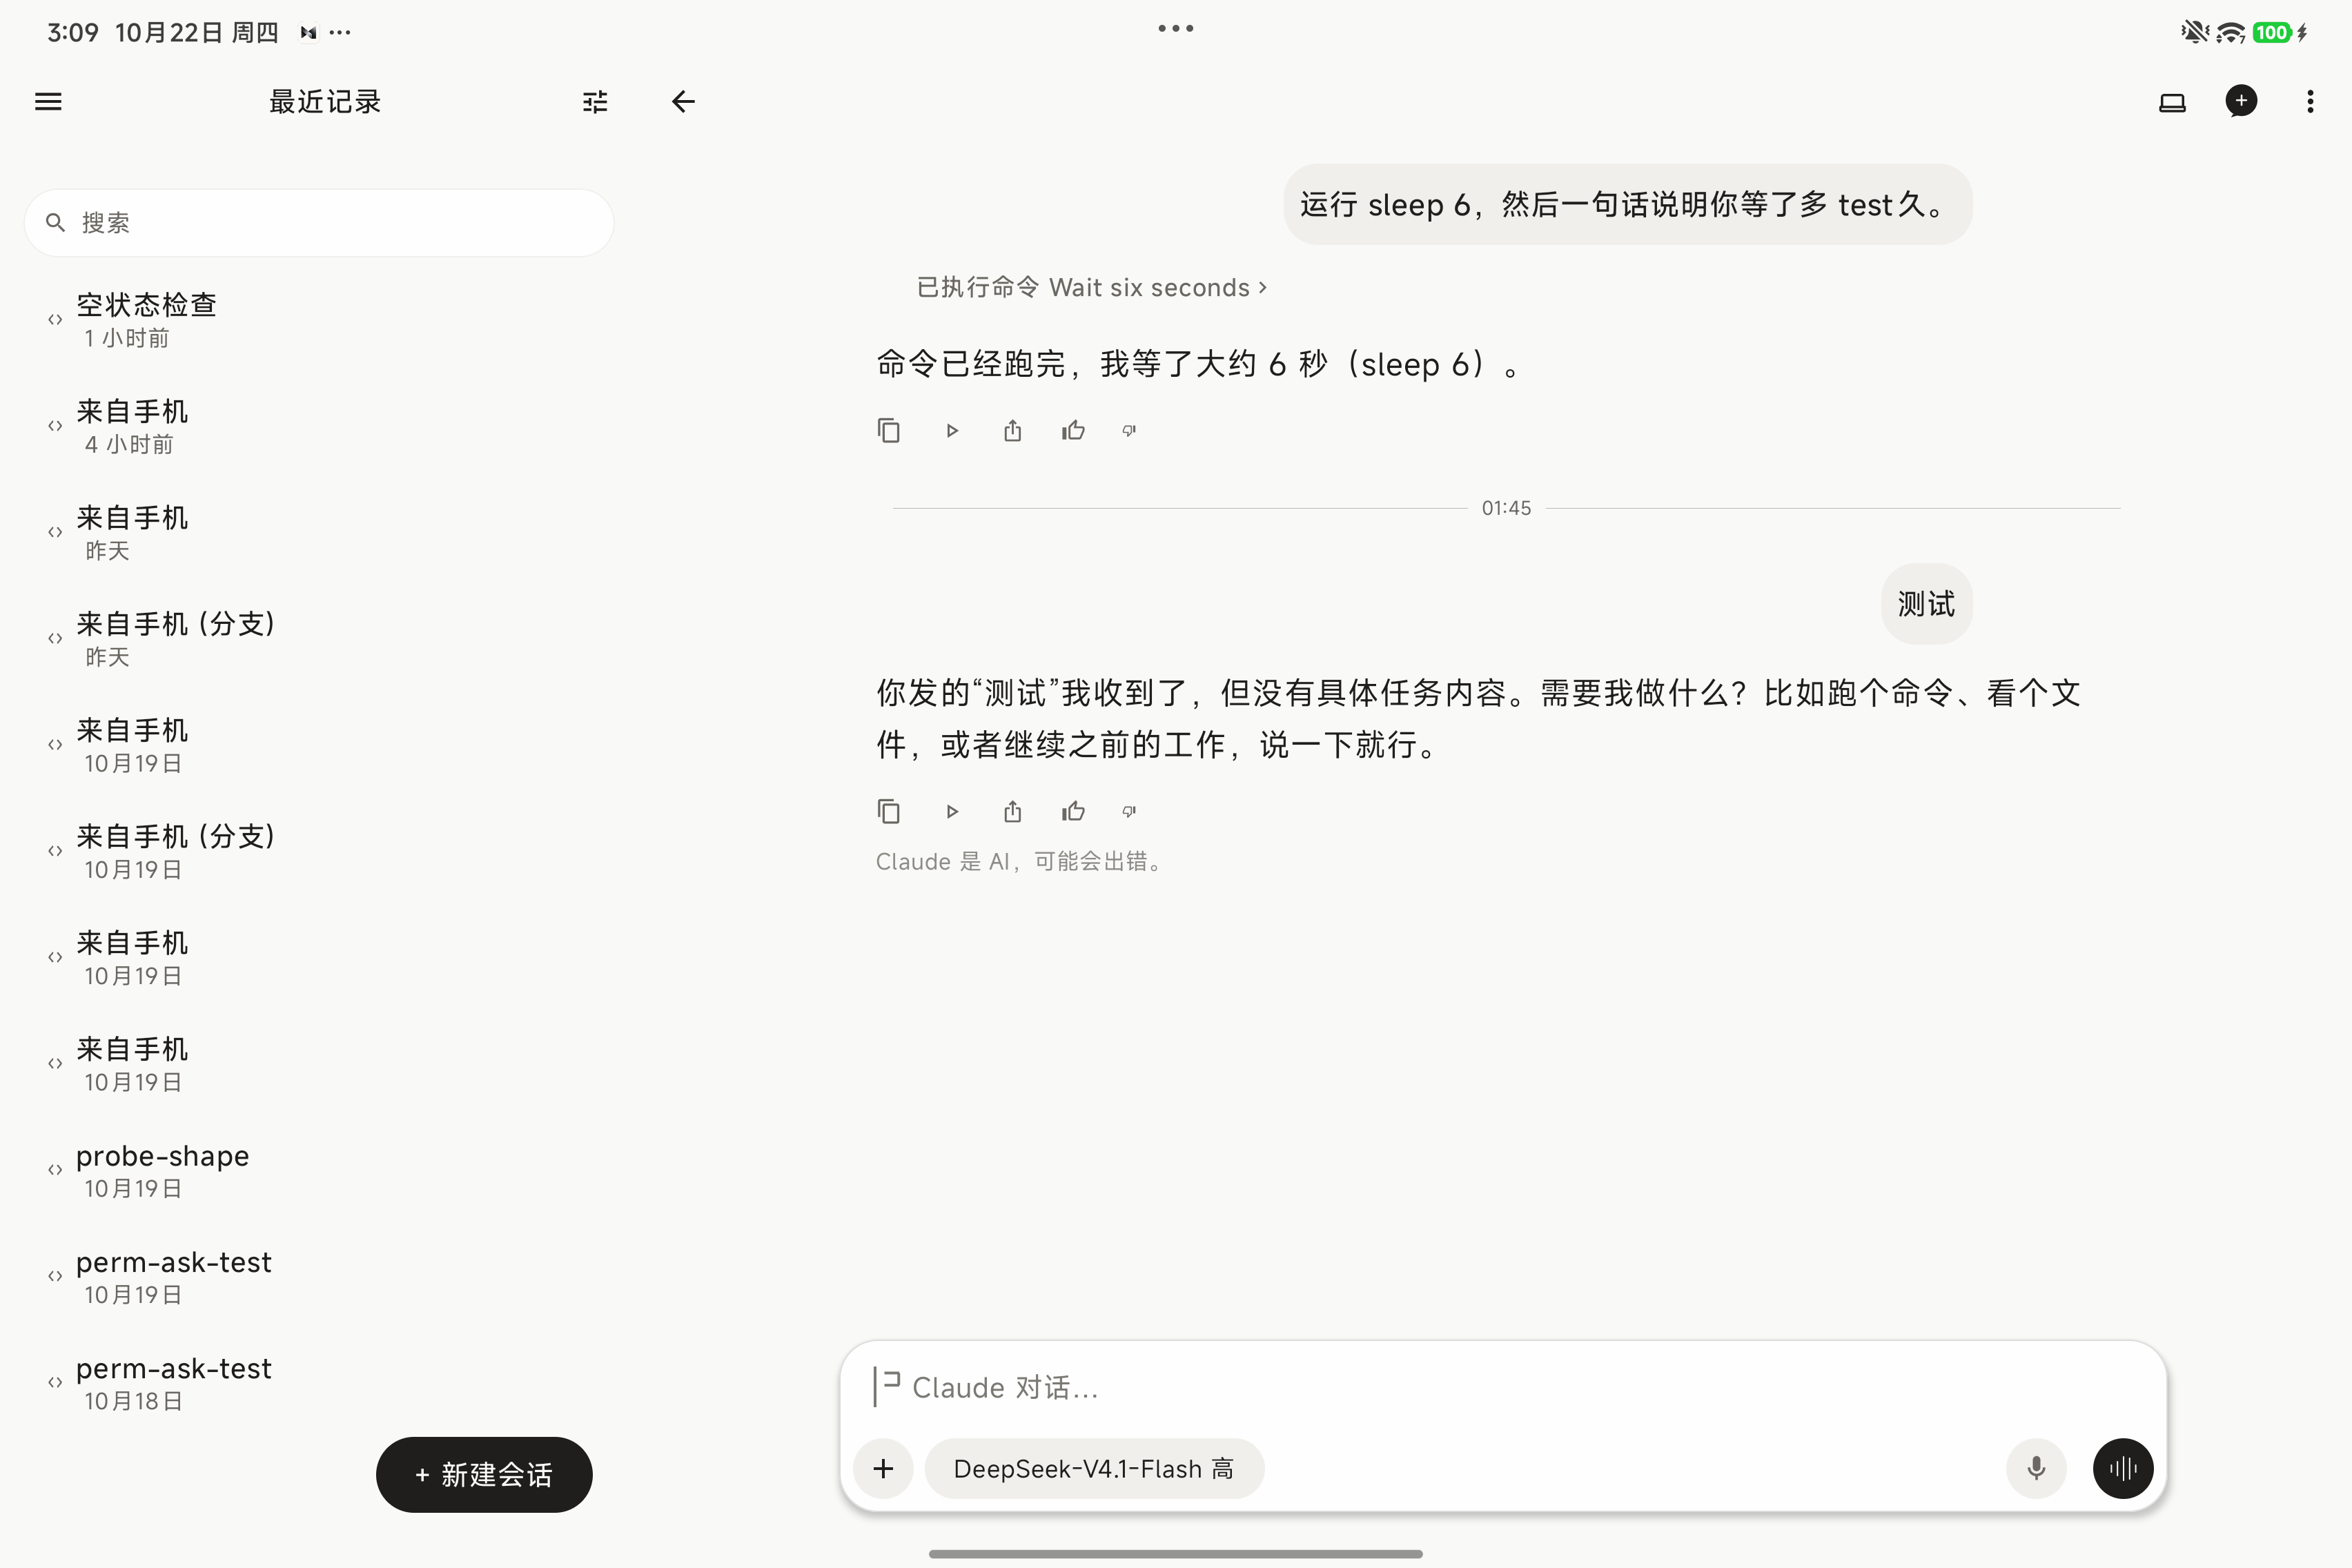 3:09 10月22日 周四
100
最近记录
搜索
空状态检查
1 小时前
来自手机
4 小时前
来自手机
昨天
来自手机 (分支)
昨天
来自手机
10月19日
来自手机 (分支)
10月19日
来自手机
10月19日
来自手机
10月19日
probe-shape
10月19日
perm-ask-test
10月19日
perm-ask-test
10月18日
+ 新建会话
运行 sleep 6，然后一句话说明你等了多 test久。
已执行命令 Wait six seconds ›
命令已经跑完，我等了大约 6 秒（sleep 6）。
01:45
测试
你发的“测试”我收到了，但没有具体任务内容。需要我做什么？比如跑个命令、看个文
件，或者继续之前的工作，说一下就行。
Claude 是 AI，可能会出错。
Claude 对话...
DeepSeek-V4.1-Flash 高